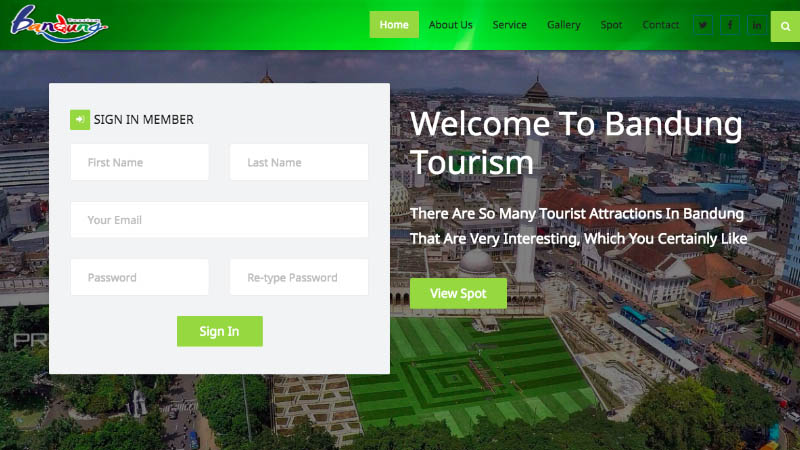 Bandung
Tourism
Home
About Us
Service
Gallery
Spot
Contact
SIGN IN MEMBER
First Name
Last Name
Your Email
Password
Re-type Password
Sign In
Welcome To Bandung
Tourism
There Are So Many Tourist Attractions In Bandung
That Are Very Interesting, Which You Certainly Like
View Spot
PR